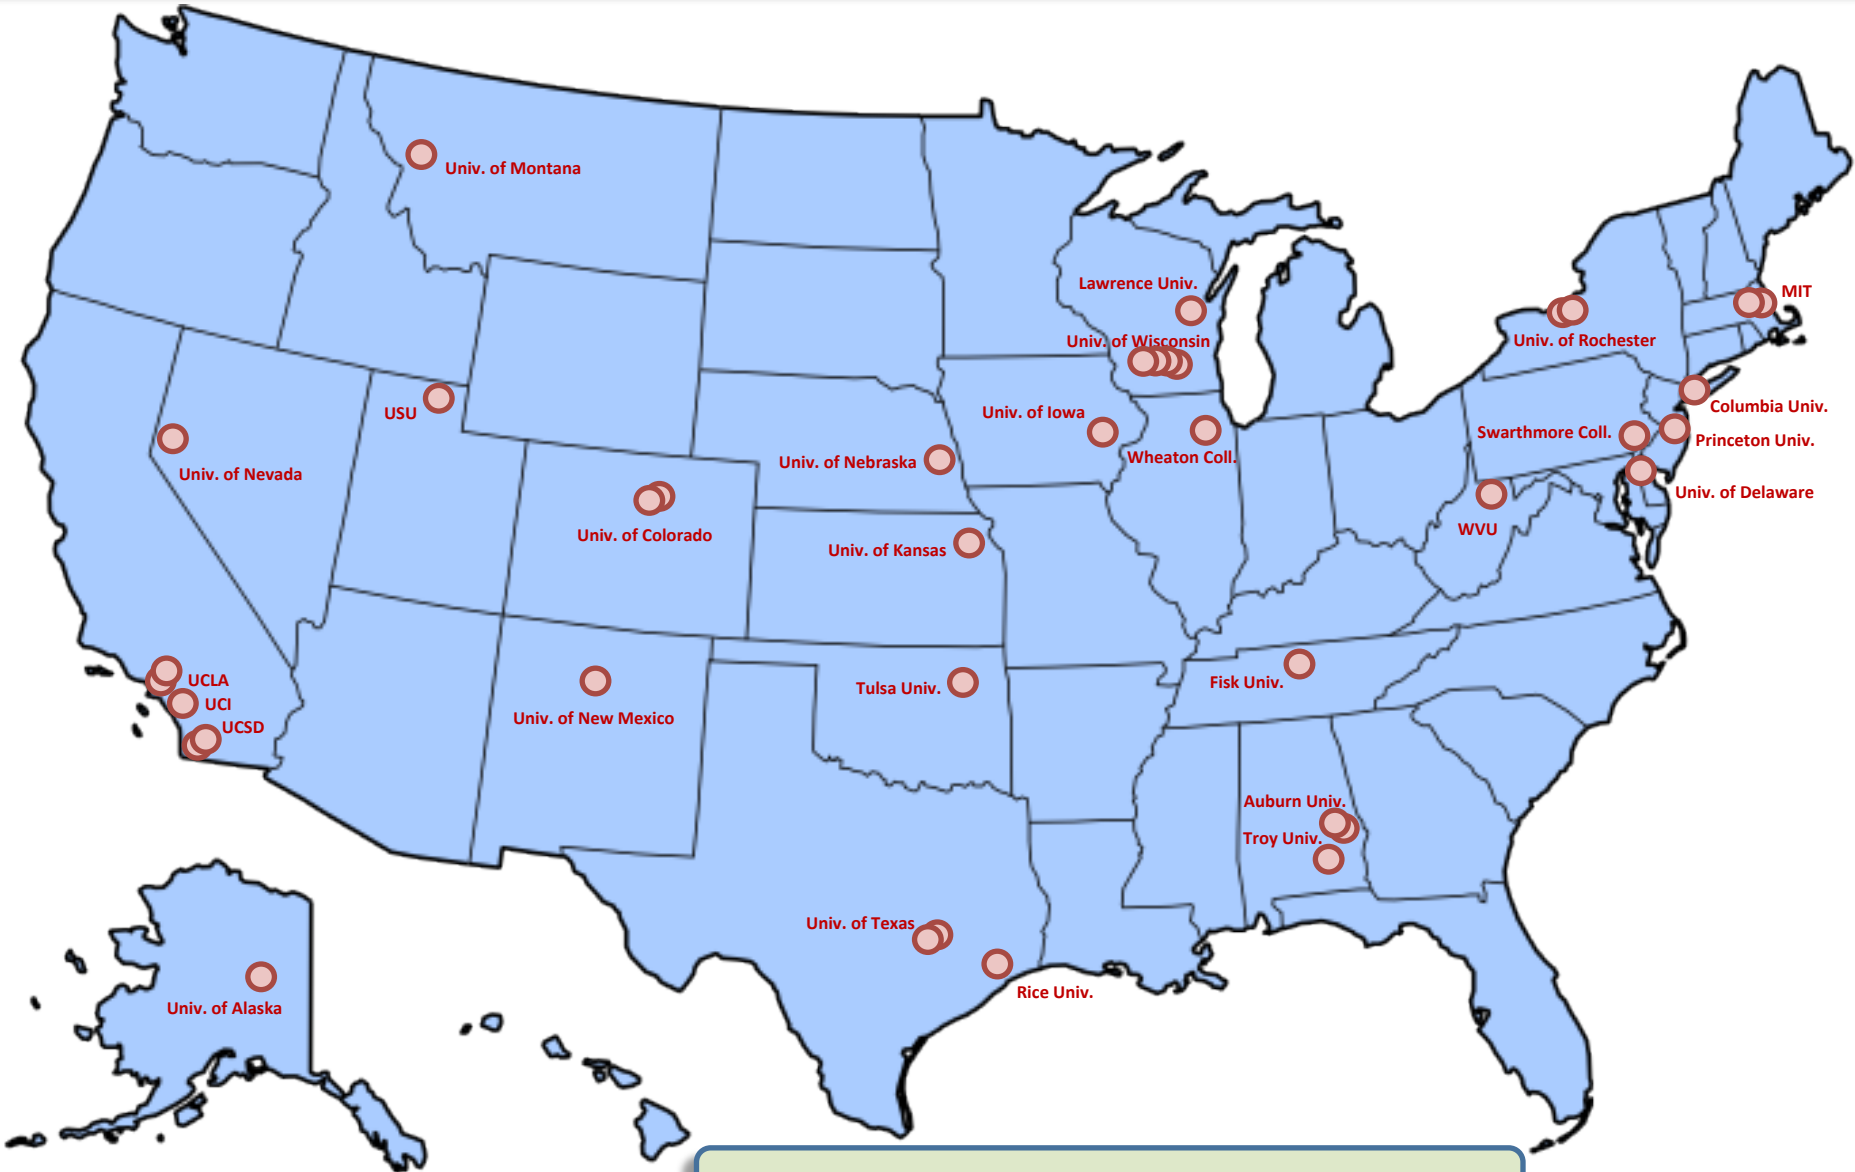 Univ. of Montana
Lawrence Univ.
MIT
Univ. of Wisconsin
Univ. of Rochester
USU
Univ. of Iowa
Columbia Univ.
Swarthmore Coll.
Princeton Univ.
Wheaton Coll.
Univ. of Nebraska
Univ. of Nevada
Univ. of Delaware
WVU
Univ. of Colorado
Univ. of Kansas
UCLA
Fisk Univ.
Tulsa Univ.
UCI
Univ. of New Mexico
UCSD
Auburn Univ.
Troy Univ.
Univ. of Texas
Rice Univ.
Univ. of Alaska